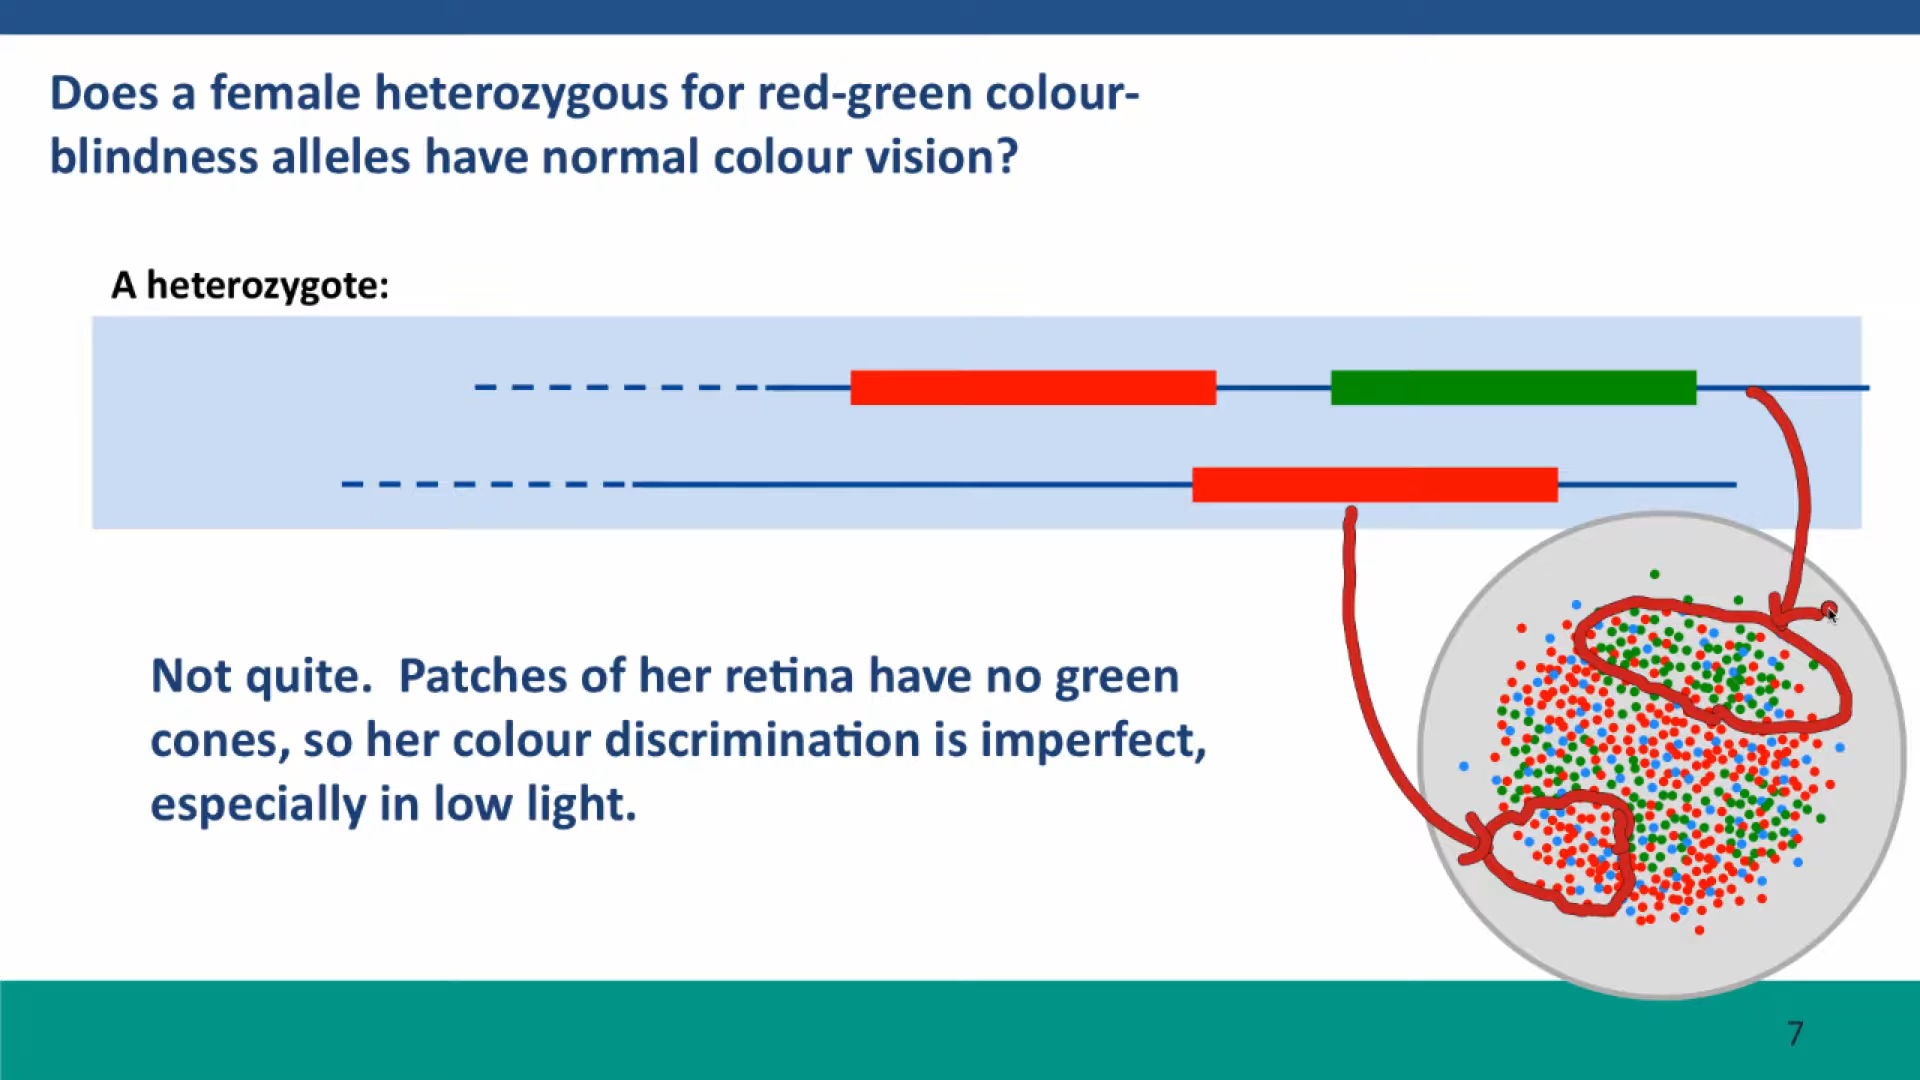 Does a female heterozygous for red-green colour-
blindness alleles have normal colour vision?
A heterozygote:
Not quite.  Patches of her retina have no green
cones, so her colour discrimination is imperfect,
especially in low light.
7